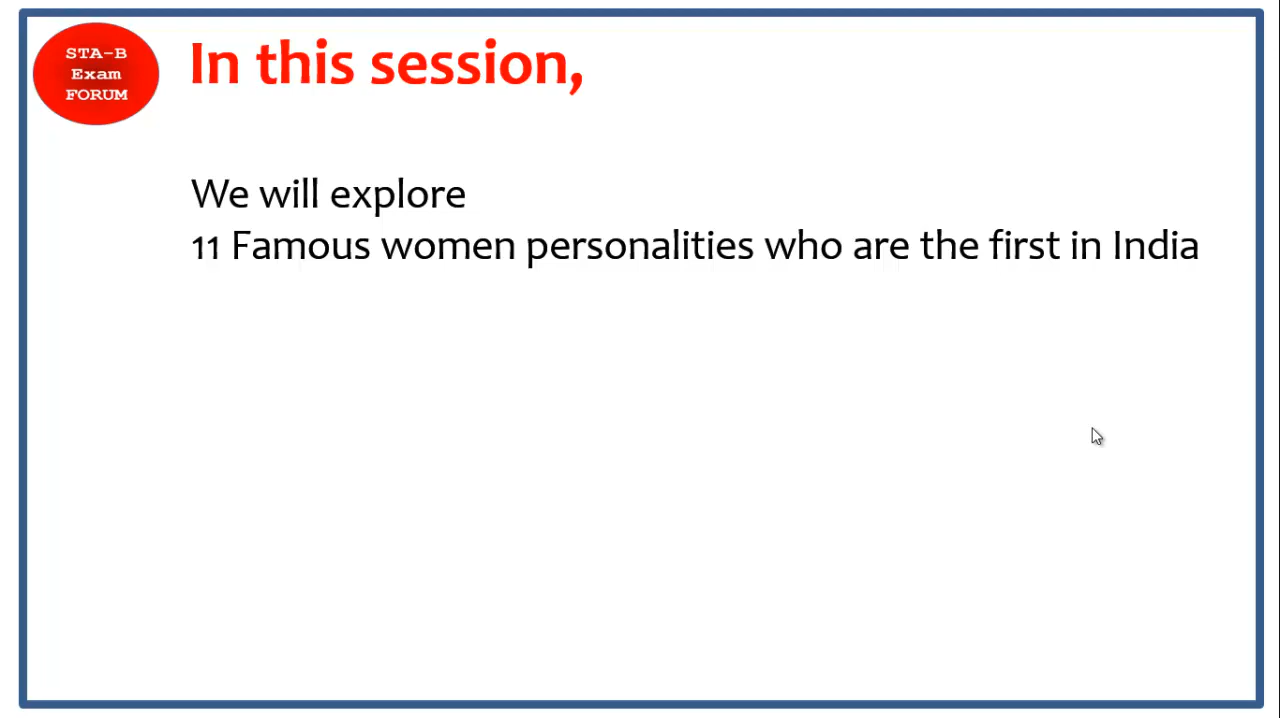 STA-B
Exam
FORUM
In this session,
We will explore
11 Famous women personalities who are the first in India